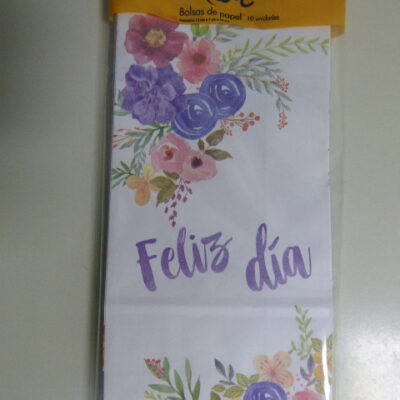 Bolsas de papel 10 unidades
Feliz día